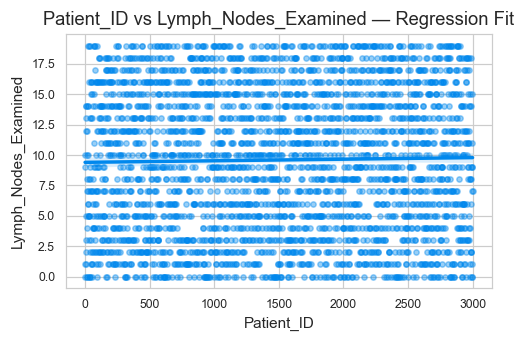 Patient_ID vs Lymph_Nodes_Examined — Regression Fit
Lymph_Nodes_Examined
17.5
15.0
12.5
10.0
7.5
5.0
2.5
0.0
0 500 1000 1500 2000 2500 3000
Patient_ID